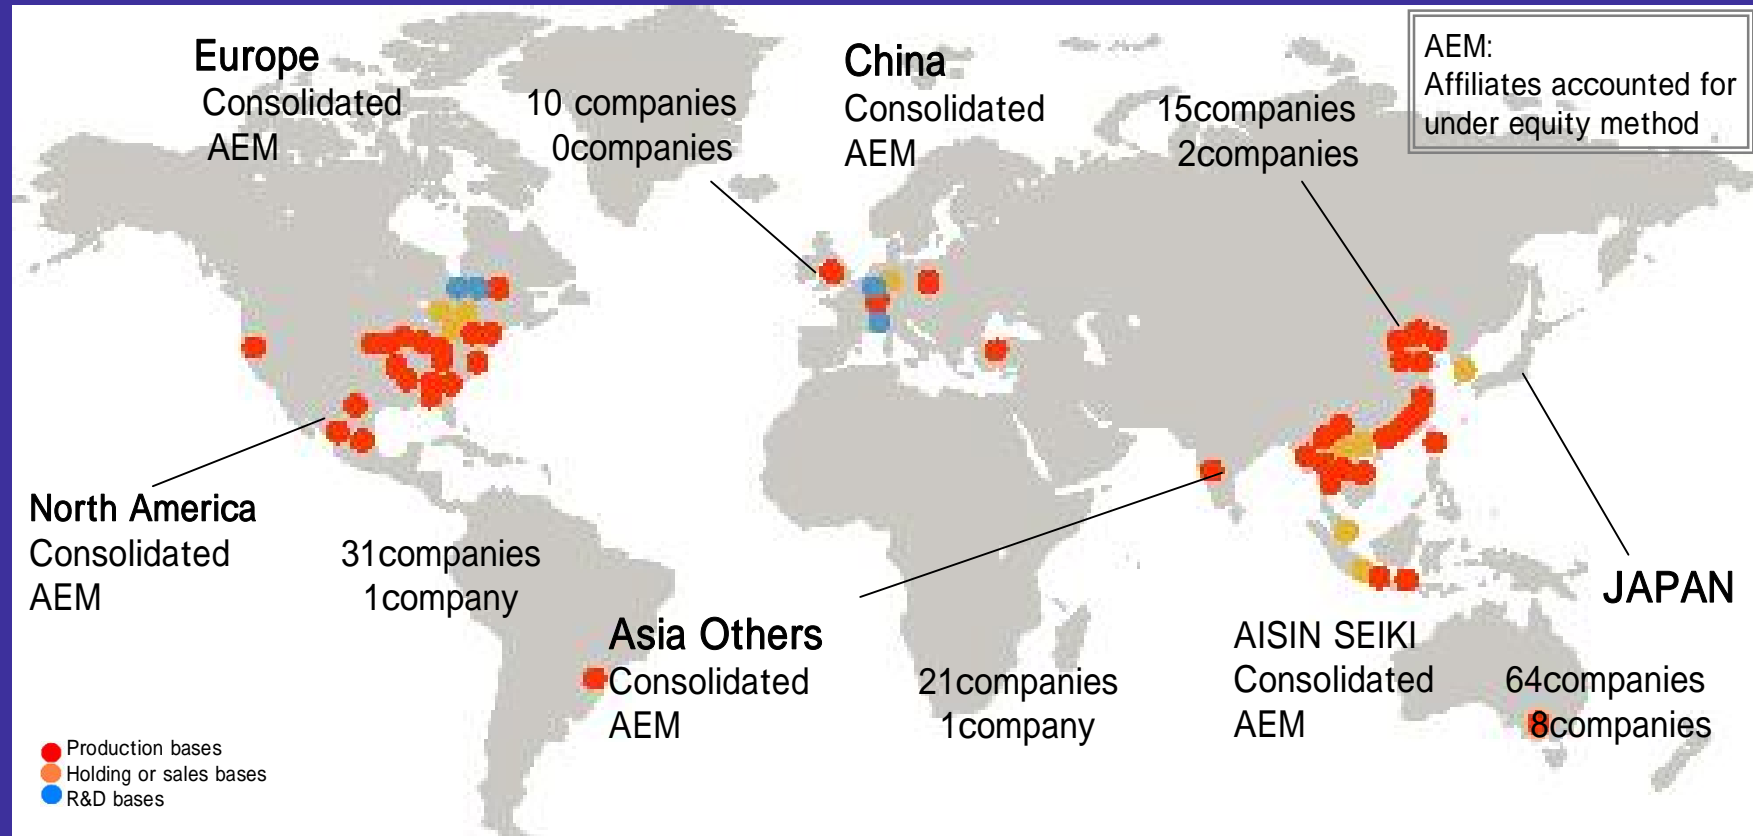 Europe
Consolidated 10 companies
AEM 0companies
China
Consolidated 15companies
AEM 2companies
AEM:
Affiliates accounted for
under equity method
North America
Consolidated 31companies
AEM 1company
Asia Others
Consolidated 21companies
AEM 1company
JAPAN
AISIN SEIKI
Consolidated 64companies
AEM 8companies
Production bases
Holding or sales bases
R&D bases